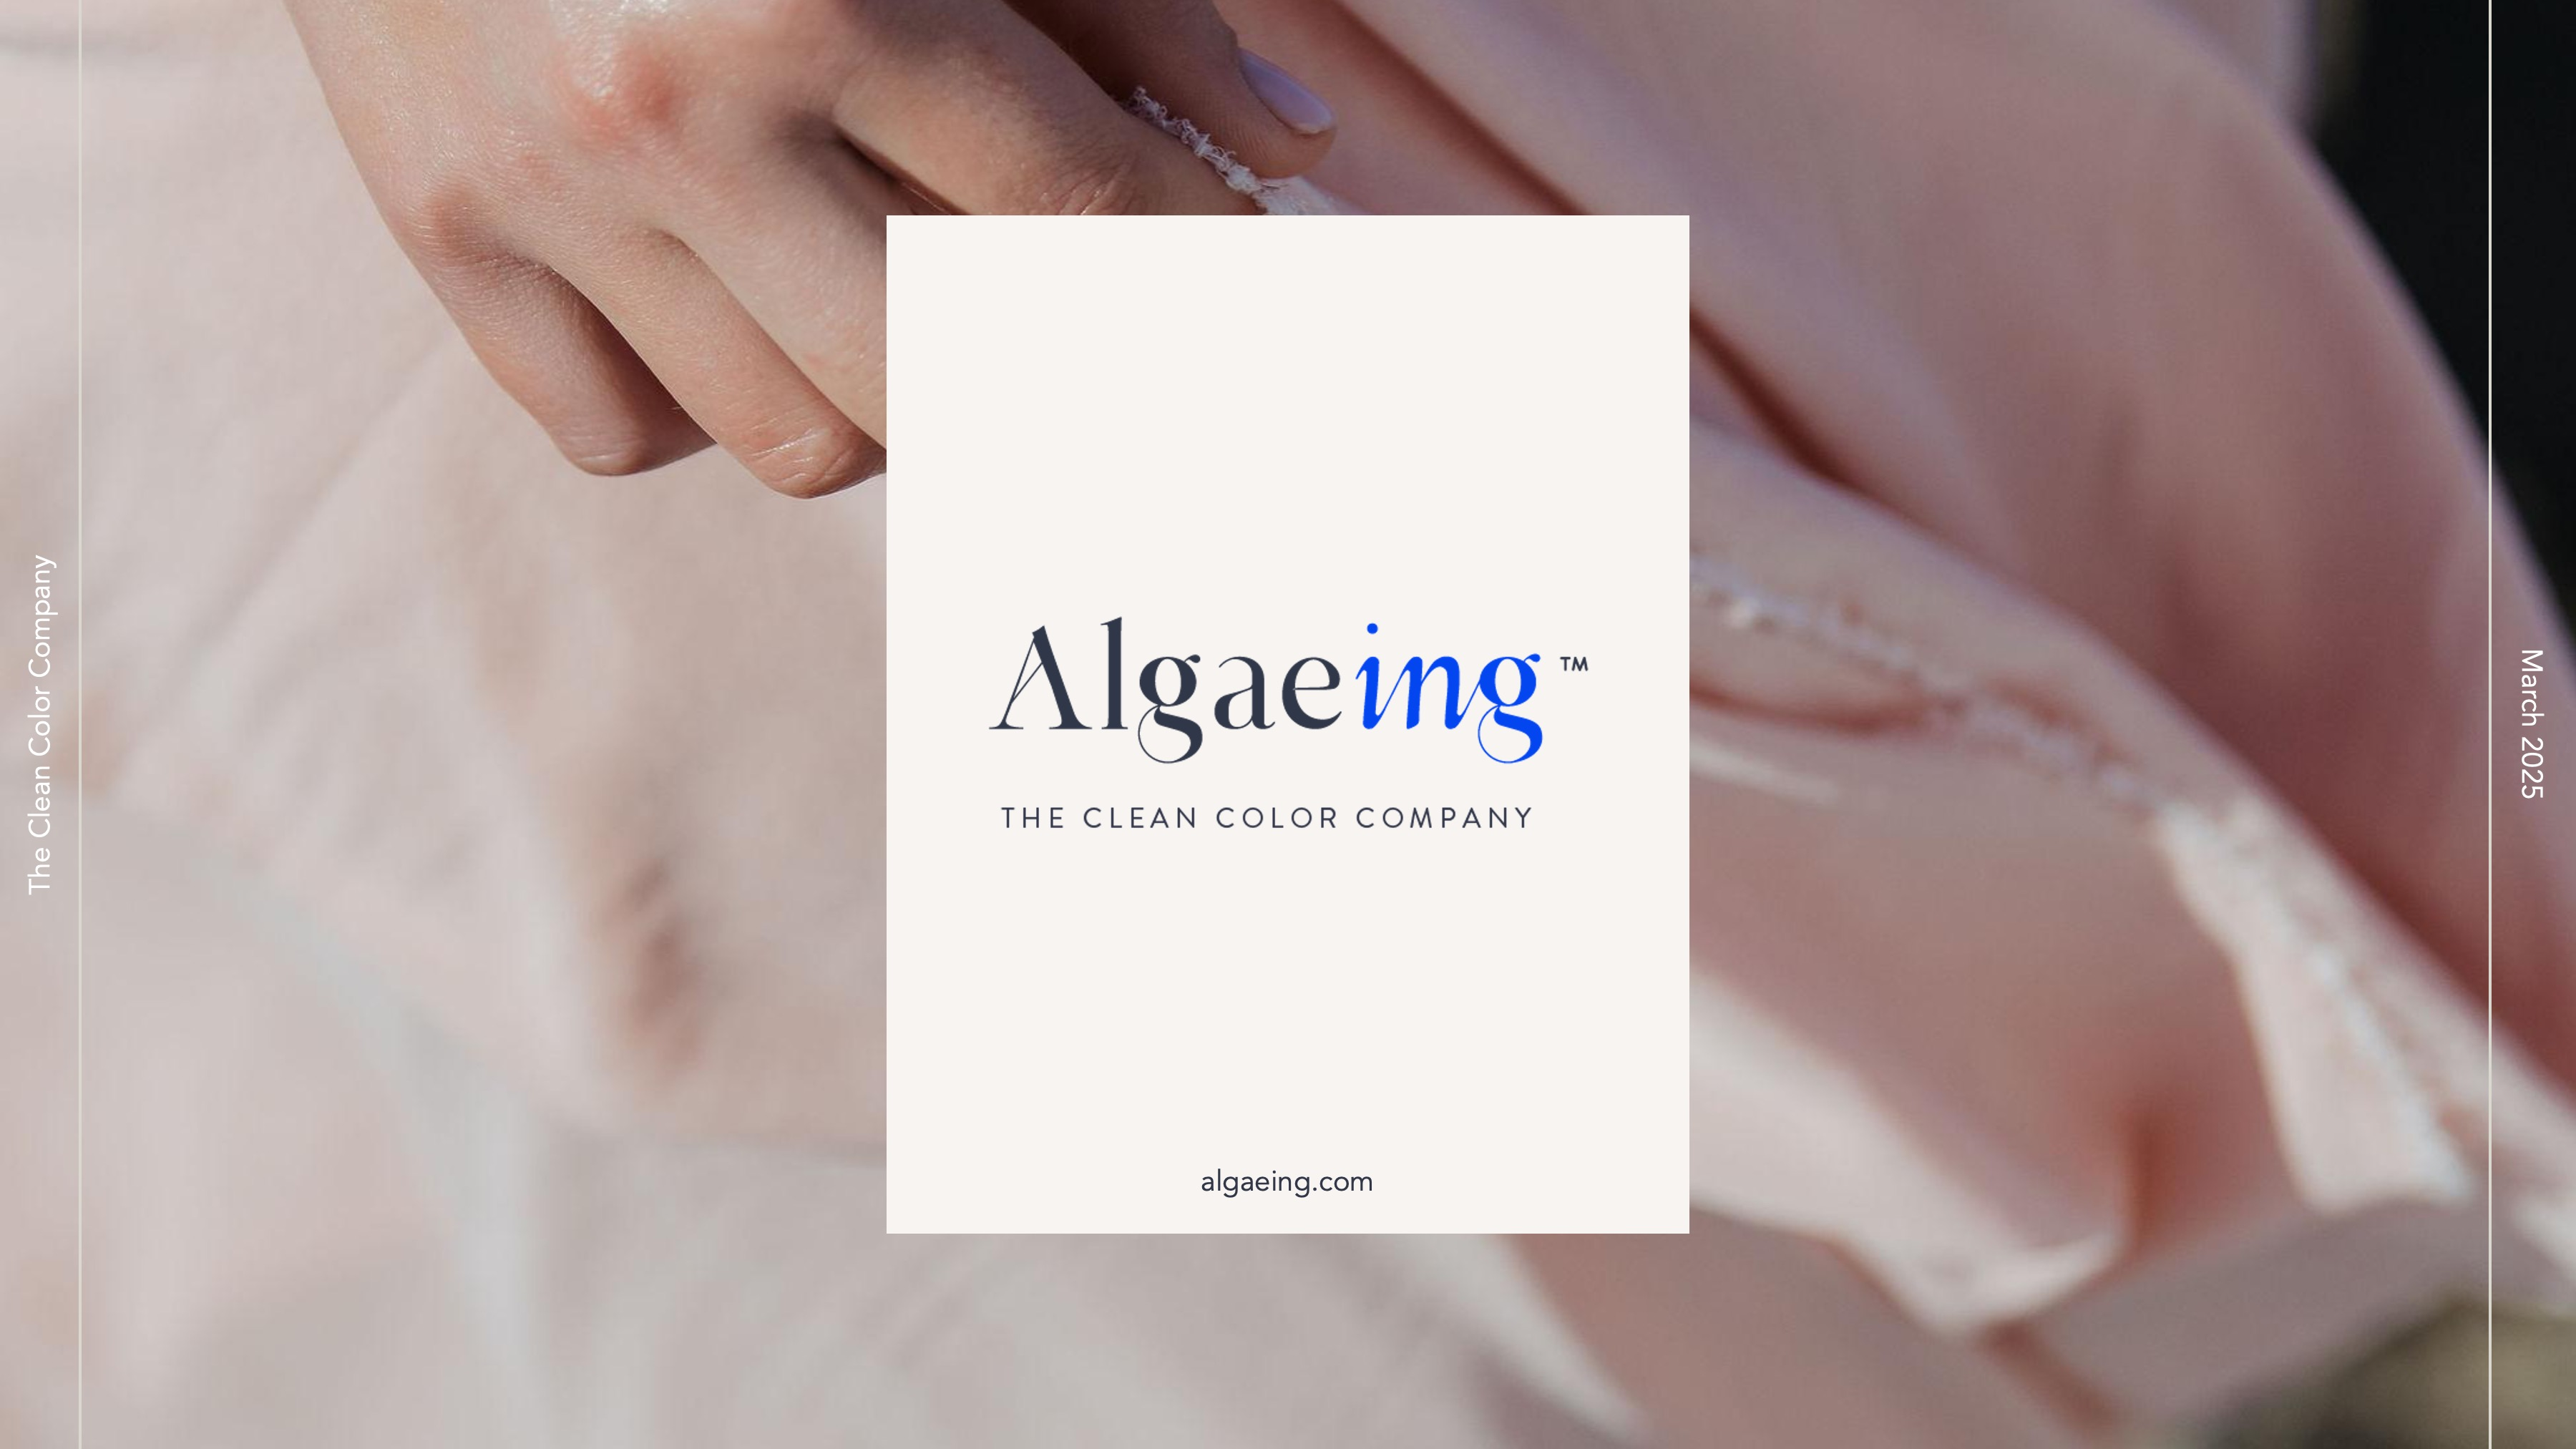 The Clean Color Company
Algaeing™
THE CLEAN COLOR COMPANY
algaeing.com
March 2025